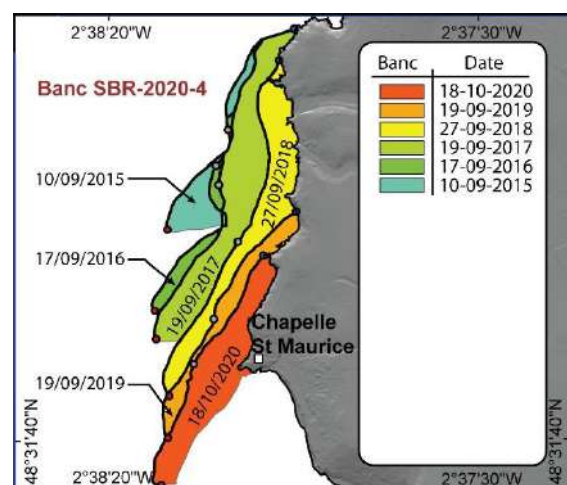 2°38'20"W
2°37'30"W
Banc SBR-2020-4
Banc Date
18-10-2020
19-09-2019
27-09-2018
19-09-2017
17-09-2016
10-09-2015
10/09/2015
27/09/2018
17/09/2016
19/09/2017
Chapelle
St Maurice
19/09/2019
18/10/2020
48°31'40"N
48°31'40"N
2°38'20"W
2°37'30"W